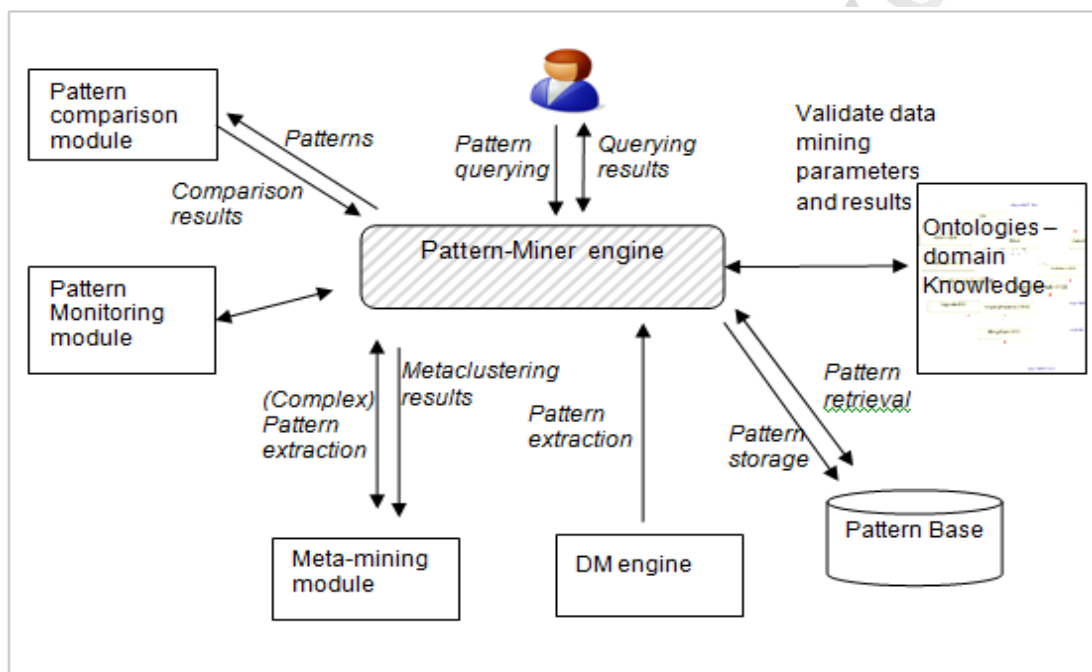 Pattern
comparison
module
Patterns
Comparison
results
Pattern
querying
Querying
results
Validate data
mining
parameters
and results
Ontologies –
domain
Knowledge
Pattern-Miner engine
Pattern
Monitoring
module
(Complex)
Pattern
extraction
Metaclustering
results
Pattern
extraction
Pattern
storage
Pattern
retrieval
Meta-mining
module
DM engine
Pattern Base